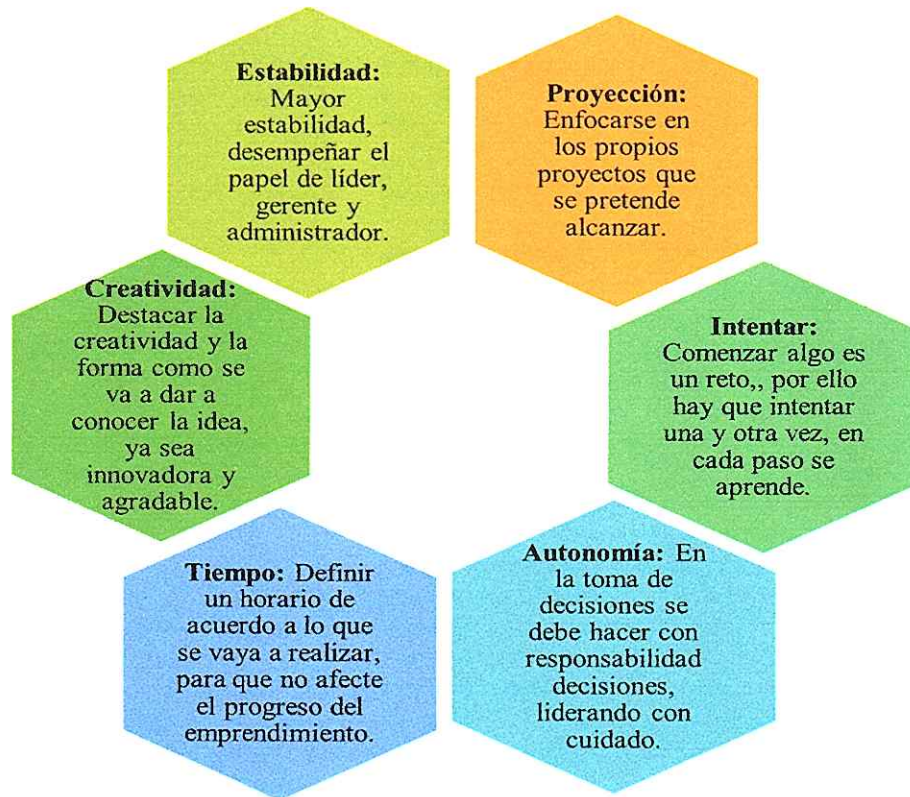 Estabilidad:
Mayor
estabilidad,
desempeñar el
papel de líder,
gerente y
administrador.
Proyección:
Enfocarse en
los propios
proyectos que
se pretende
alcanzar.
Creatividad:
Destacar la
creatividad y la
forma como se
va a dar a
conocer la idea,
ya sea
innovadora y
agradable.
Intentar:
Comenzar algo es
un reto,, por ello
hay que intentar
una y otra vez, en
cada paso se
aprende.
Tiempo: Definir
un horario de
acuerdo a lo que
se vaya a realizar,
para que no afecte
el progreso del
emprendimiento.
Autonomía: En
la toma de
decisiones se
debe hacer con
responsabilidad
decisiones,
liderando con
cuidado.